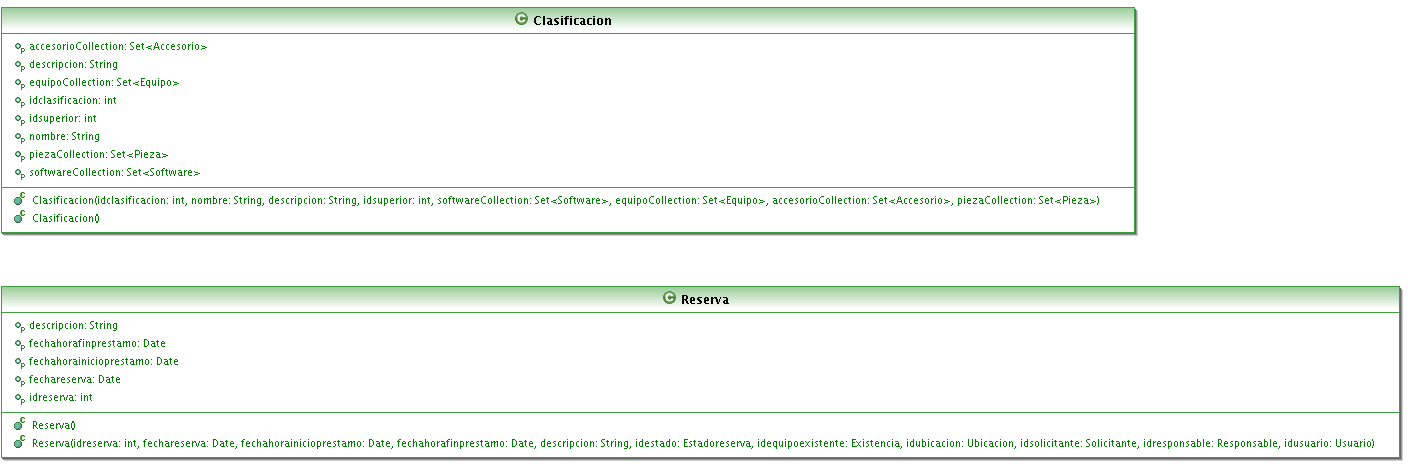 Clasificacion
accesorioCollection: Set<Accesorio>
descripcion: String
equipoCollection: Set<Equipo>
idclasificacion: int
idsuperior: int
nombre: String
piezaCollection: Set<Pieza>
softwareCollection: Set<Software>
Clasificacion(idclasificacion: int, nombre: String, descripcion: String, idsuperior: int, softwareCollection: Set<Software>, equipoCollection: Set<Equipo>, accesorioCollection: Set<Accesorio>, piezaCollection: Set<Pieza>)
Clasificacion()
Reserva
descripcion: String
fechahorafinprestamo: Date
fechahorainicioprestamo: Date
fechareserva: Date
idreserva: int
Reserva()
Reserva(idreserva: int, fechareserva: Date, fechahorainicioprestamo: Date, fechahorafinprestamo: Date, descripcion: String, idestado: Estadoreserva, idequipoexistente: Existencia, idubicacion: Ubicacion, idsolicitante: Solicitante, idresponsable: Responsable, idusuario: Usuario)